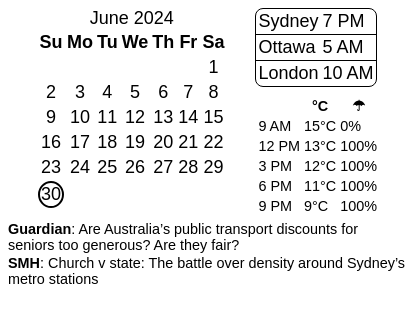 June 2024
Su Mo Tu We Th Fr Sa
1
2 3 4 5 6 7 8
9 10 11 12 13 14 15
16 17 18 19 20 21 22
23 24 25 26 27 28 29
30
Sydney 7 PM
Ottawa 5 AM
London 10 AM
°C ☂
9 AM 15°C 0%
12 PM 13°C 100%
3 PM 12°C 100%
6 PM 11°C 100%
9 PM 9°C 100%
Guardian: Are Australia’s public transport discounts for
seniors too generous? Are they fair?
SMH: Church v state: The battle over density around Sydney’s
metro stations